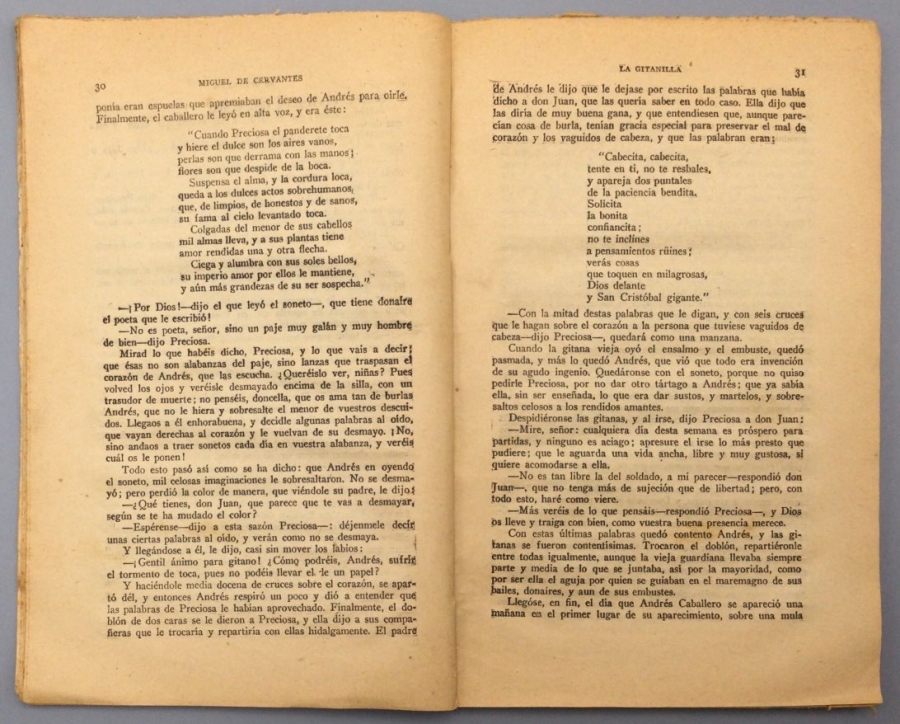 30
MIGUEL DE CERVANTES
ponía eran espuelas que apremiaban el deseo de Andrés para oírle.
Finalmente, el caballero le leyó en alta voz, y era éste:
"Cuando Preciosa el panderete toca
y hiere el dulce son los aires vanos,
perlas son que derrama con las manos;
flores son que despide de la boca.
Suspensa el alma, y la cordura loca,
queda a los dulces actos sobrehumanos,
que, de limpios, de honestos y de sanos,
su fama al cielo levantado toca.
Colgadas del menor de sus cabellos
mil almas lleva, y a sus plantas tiene
amor rendidas una y otra flecha.
Ciega y alumbra con sus soles bellos,
su imperio amor por ellos le mantiene,
y aún más grandezas de su ser sospecha."
—¡Por Dios!—dijo el que leyó el soneto—, que tiene donaire
el poeta que le escribió!
—No es poeta, señor, sino un paje muy galán y muy hombre
de bien—dijo Preciosa.
Mirad lo que habéis dicho, Preciosa, y lo que vais a decir;
que ésas no son alabanzas del paje, sino lanzas que traspasan el
corazón de Andrés, que las escucha. ¿Queréislo ver, niñas? Pues
volved los ojos y veréisle desmayado encima de la silla, con un
trasudor de muerte; no penséis, doncella, que os ama tan de burlas
Andrés, que no le hiera y sobresalte el menor de vuestros descui-
dos. Llegaos a él enhorabuena, y decidle algunas palabras al oído,
que vayan derechas al corazón y le vuelvan de su desmayo. ¡No,
sino andaos a traer sonetos cada día en vuestra alabanza, y veréis
cuál os le ponen!
Todo esto pasó así como se ha dicho: que Andrés en oyendo
el soneto, mil celosas imaginaciones le sobresaltaron. No se desma-
yó; pero perdió la color de manera, que viéndole su padre, le dijo:
—¿Qué tienes, don Juan, que parece que te vas a desmayar,
según se te ha mudado el color?
—Espérense—dijo a esta sazón Preciosa—: déjenmele decir
unas ciertas palabras al oído, y verán como no se desmaya.
Y llegándose a él, le dijo, casi sin mover los labios:
—¡Gentil ánimo para gitano! ¿Cómo podréis, Andrés, sufrir
el tormento de toca, pues no podéis llevar el de un papel?
Y haciéndole media docena de cruces sobre el corazón, se apar-
tó dél, y entonces Andrés respiró un poco y dió a entender que
las palabras de Preciosa le habían aprovechado. Finalmente, el do-
blón de dos caras se le dieron a Preciosa, y ella dijo a sus compa-
ñeras que le trocaría y repartiría con ellas hidalgamente. El padre
LA GITANILLA
31
de Andrés le dijo que le dejase por escrito las palabras que había
dicho a don Juan, que las quería saber en todo caso. Ella dijo que
las diría de muy buena gana, y que entendiesen que, aunque pare-
cían cosa de burla, tenían gracia especial para preservar el mal de
corazón y los vaguidos de cabeza, y que las palabran eran;
"Cabecita, cabecita,
tente en ti, no te resbales,
y apareja dos puntales
de la paciencia bendita.
Solicita
la bonita
confiancita;
no te inclines
a pensamientos rüines;
verás cosas
que toquen en milagrosas,
Dios delante
y San Cristóbal gigante."
—Con la mitad destas palabras que le digan, y con seis cruces
que le hagan sobre el corazón a la persona que tuviese vaguidos de
cabeza—dijo Preciosa—, quedará como una manzana.
Cuando la gitana vieja oyó el ensalmo y el embuste, quedó
pasmada, y más lo quedó Andrés, que vió que todo era invención
de su agudo ingenio. Quedáronse con el soneto, porque no quiso
pedirle Preciosa, por no dar otro tártago a Andrés; que ya sabía
ella, sin ser enseñada, lo que era dar sustos, y martelos, y sobre-
saltos celosos a los rendidos amantes.
Despidiéronse las gitanas, y al irse, dijo Preciosa a don Juan:
—Mire, señor: cualquiera día desta semana es próspero para
partidas, y ninguno es aciago; apresure el irse lo más presto que
pudiere; que le aguarda una vida ancha, libre y muy gustosa, si
quiere acomodarse a ella.
—No es tan libre la del soldado, a mi parecer—respondió don
Juan—, que no tenga más de sujeción que de libertad; pero, con
todo esto, haré como viere.
—Más veréis de lo que pensáis—respondió Preciosa—, y Dios
os lleve y traiga con bien, como vuestra buena presencia merece.
Con estas últimas palabras quedó contento Andrés, y las gi-
tanas se fueron contentísimas. Trocaron el doblón, repartiéronle
entre todas igualmente, aunque la vieja guardiana llevaba siempre
parte y media de lo que se juntaba, así por la mayoridad, como
por ser ella el aguja por quien se guiaban en el maremagno de sus
bailes, donaires, y aun de sus embustes.
Llegóse, en fin, el día que Andrés Caballero se apareció una
mañana en el primer lugar de su aparecimiento, sobre una mula